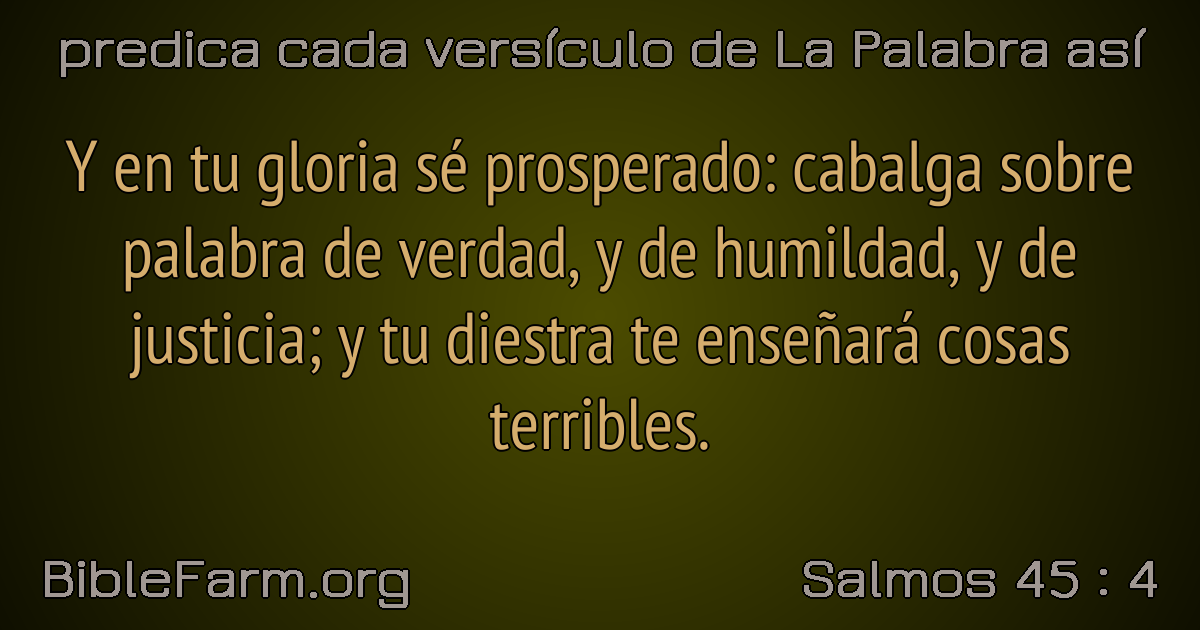 predica cada versículo de La Palabra así
Y en tu gloria sé prosperado: cabalga sobre
palabra de verdad, y de humildad, y de
justicia; y tu diestra te enseñará cosas
terribles.
BibleFarm.org
Salmos 45 : 4